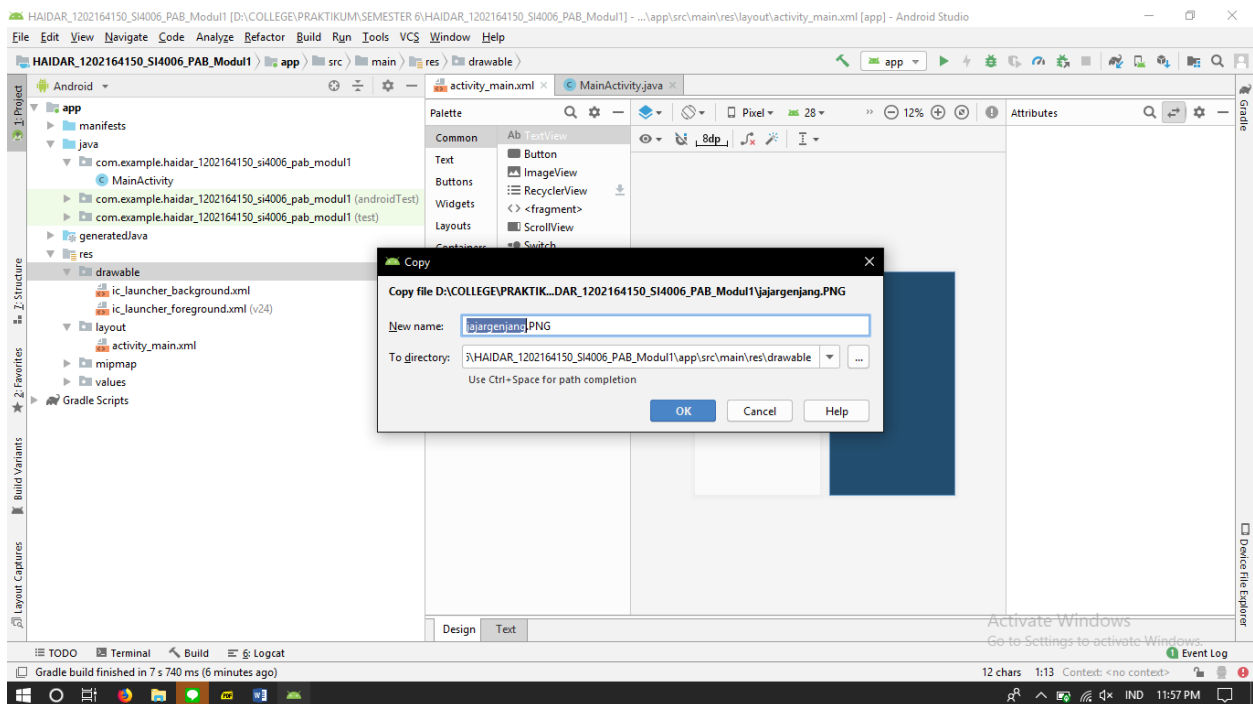 HAIDAR_1202164150_SI4006_PAB_Modul1 [D:\COLLEGE\PRAKTIKUM\SEMESTER 6\HAIDAR_1202164150_SI4006_PAB_Modul1] - ...\app\src\main\res\layout\activity_main.xml [app] - Android Studio
File Edit View Navigate Code Analyze Refactor Build Run Tools VCS Window Help
HAIDAR_1202164150_SI4006_PAB_Modul1 app src main res drawable
app
1: Project
Android
activity_main.xml
MainActivity.java
Gradle
app
manifests
java
com.example.haidar_1202164150_si4006_pab_modul1
MainActivity
com.example.haidar_1202164150_si4006_pab_modul1 (androidTest)
com.example.haidar_1202164150_si4006_pab_modul1 (test)
generatedJava
res
drawable
ic_launcher_background.xml
ic_launcher_foreground.xml (v24)
layout
activity_main.xml
mipmap
values
Gradle Scripts
Palette
Common
Text
Buttons
Widgets
Layouts
Containers
Ab TextView
Button
ImageView
RecyclerView
<> <fragment>
ScrollView
Switch
Pixel 28 >> 12%
8dp
Attributes
Copy
Copy file D:\COLLEGE\PRAKTIK...DAR_1202164150_SI4006_PAB_Modul1\jajargenjang.PNG
New name: jajargenjang.PNG
To directory: 5\HAIDAR_1202164150_SI4006_PAB_Modul1\app\src\main\res\drawable ...
Use Ctrl+Space for path completion
OK Cancel Help
7: Structure
2: Favorites
Build Variants
Layout Captures
Device File Explorer
Design Text
Activate Windows
Go to Settings to activate Windows.
TODO Terminal Build 6: Logcat
1 Event Log
Gradle build finished in 7 s 740 ms (6 minutes ago)
12 chars 1:13 Context: <no context>
IND 11:57 PM